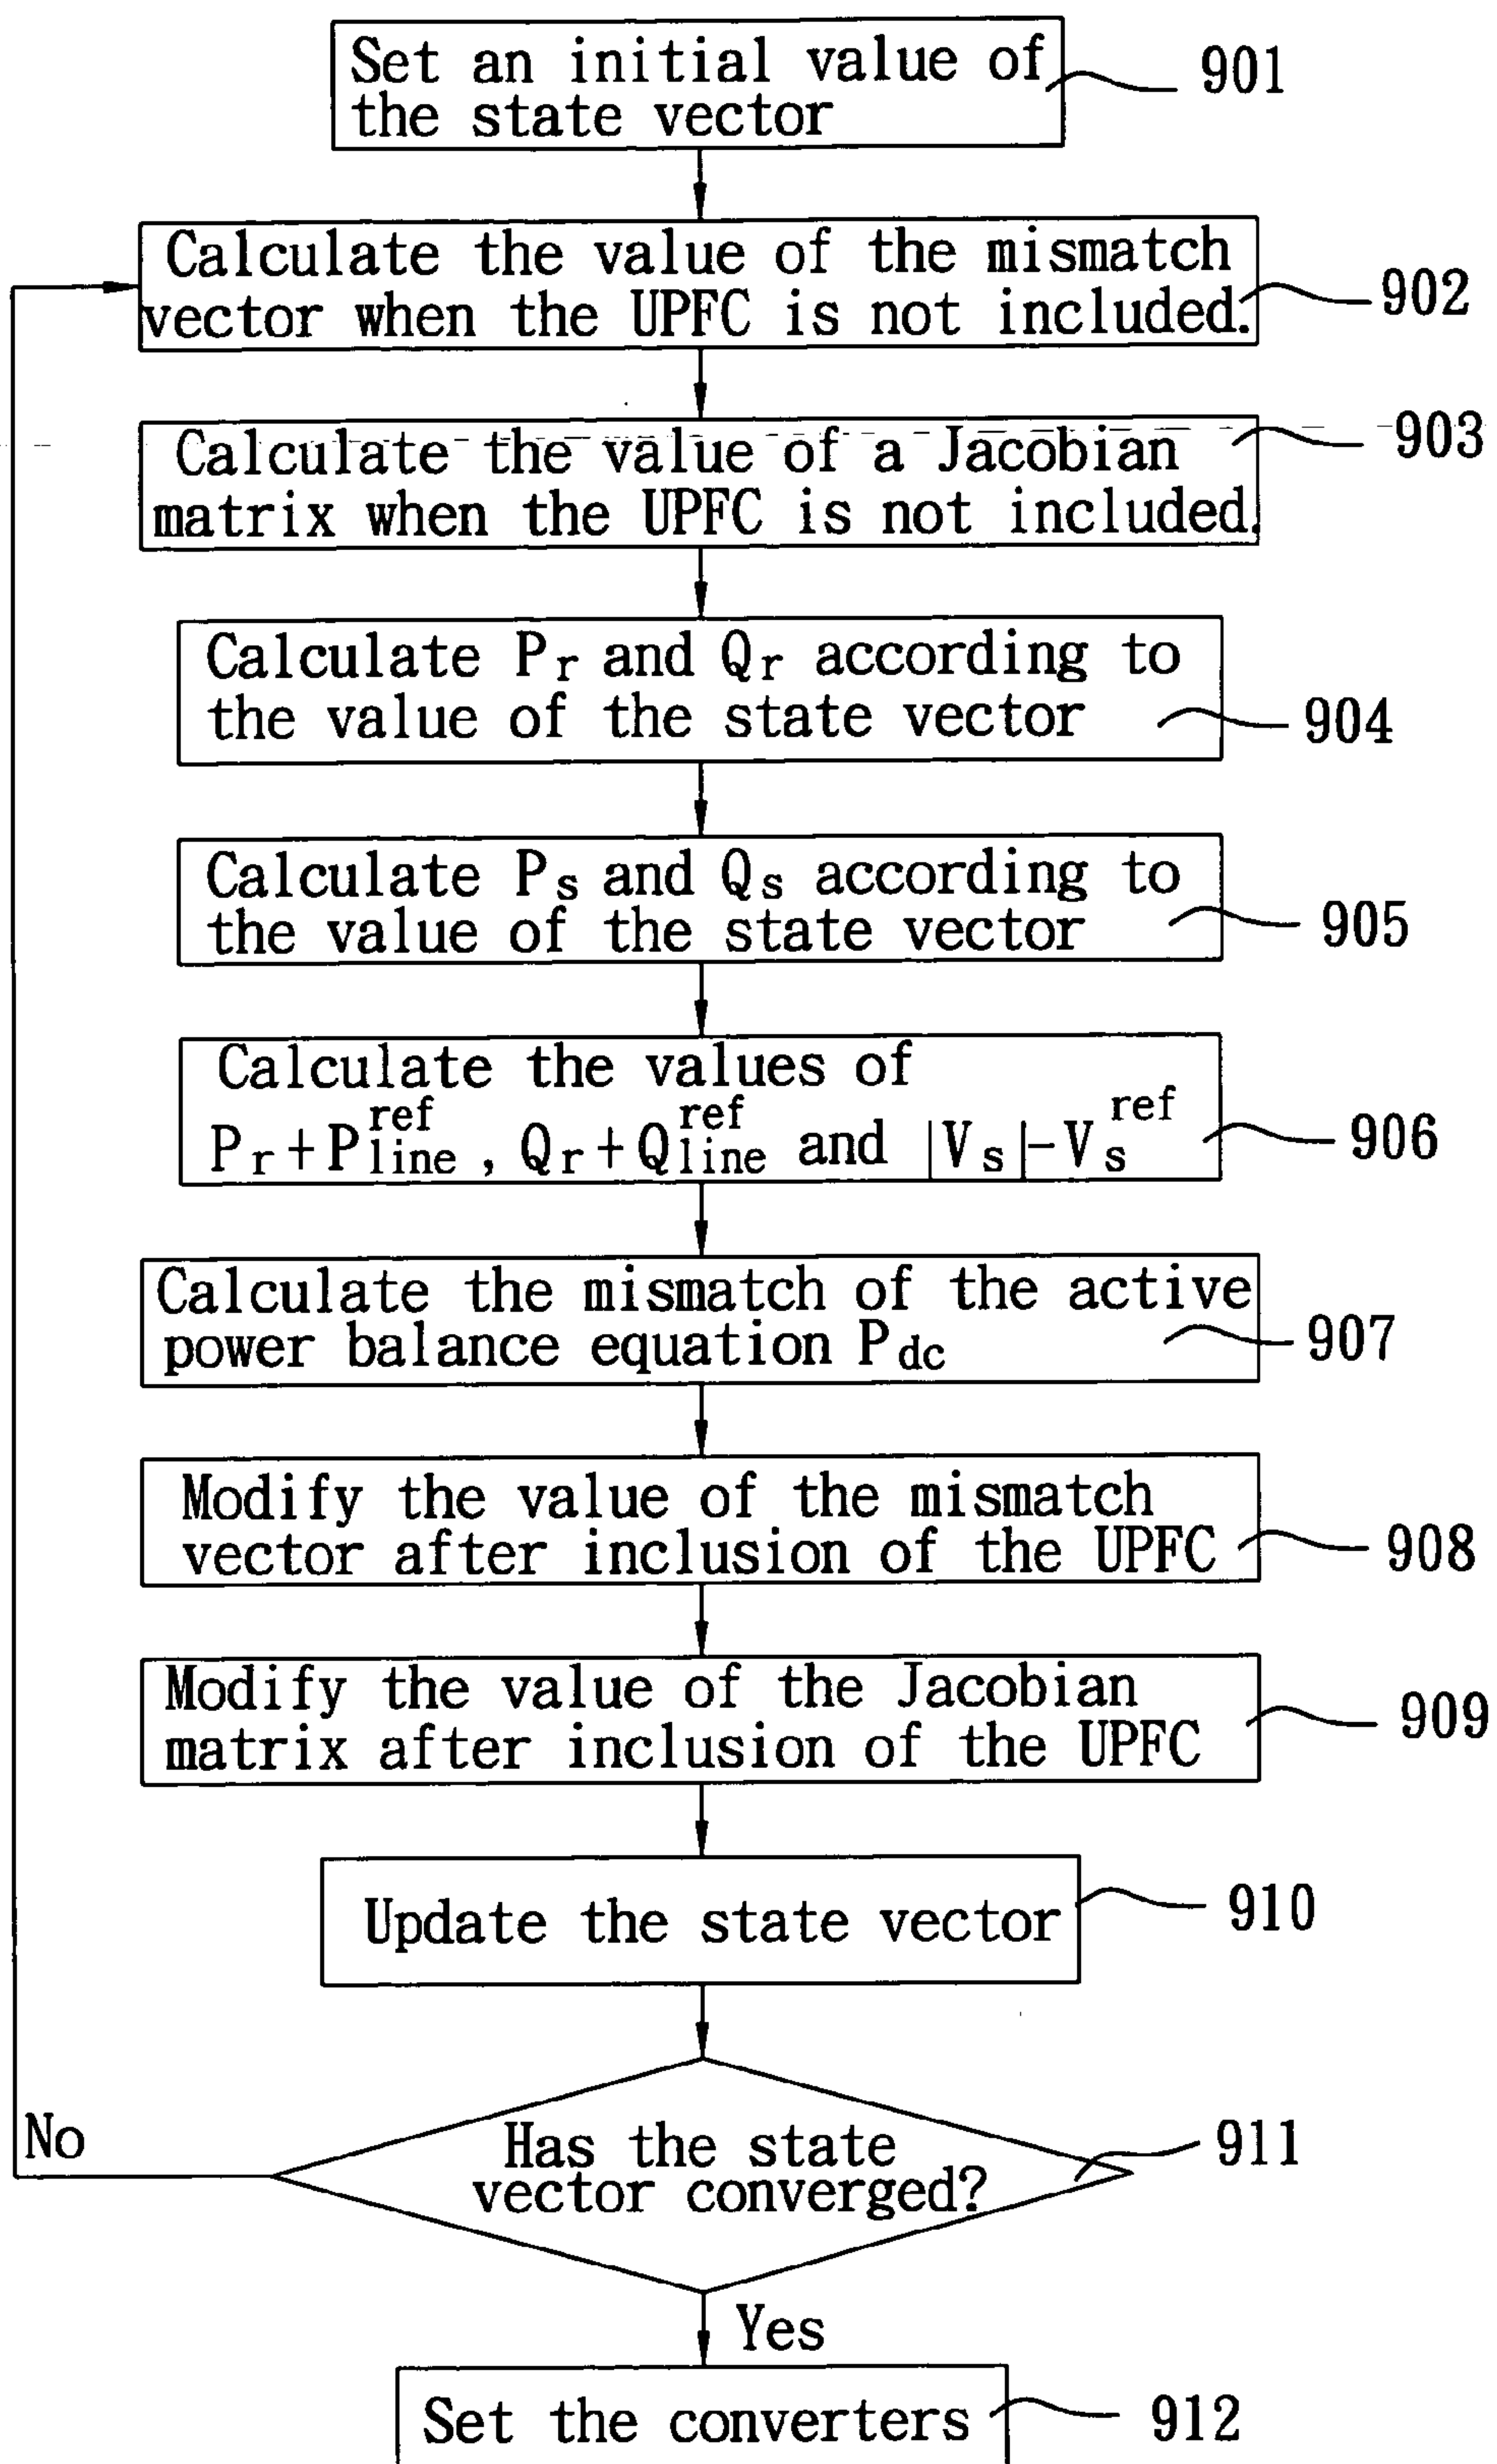 Set an initial value of
the state vector
901
Calculate the value of the mismatch
vector when the UPFC is not included.
902
Calculate the value of a Jacobian
matrix when the UPFC is not included.
903
Calculate Pr and Qr according to
the value of the state vector
904
Calculate Ps and Qs according to
the value of the state vector
905
Calculate the values of
P_r+P_line^ref, Q_r+Q_line^ref and |V_s|-V_s^ref
906
Calculate the mismatch of the active
power balance equation Pdc
907
Modify the value of the mismatch
vector after inclusion of the UPFC
908
Modify the value of the Jacobian
matrix after inclusion of the UPFC
909
Update the state vector
910
Has the state
vector converged?
911
No
Yes
Set the converters
912